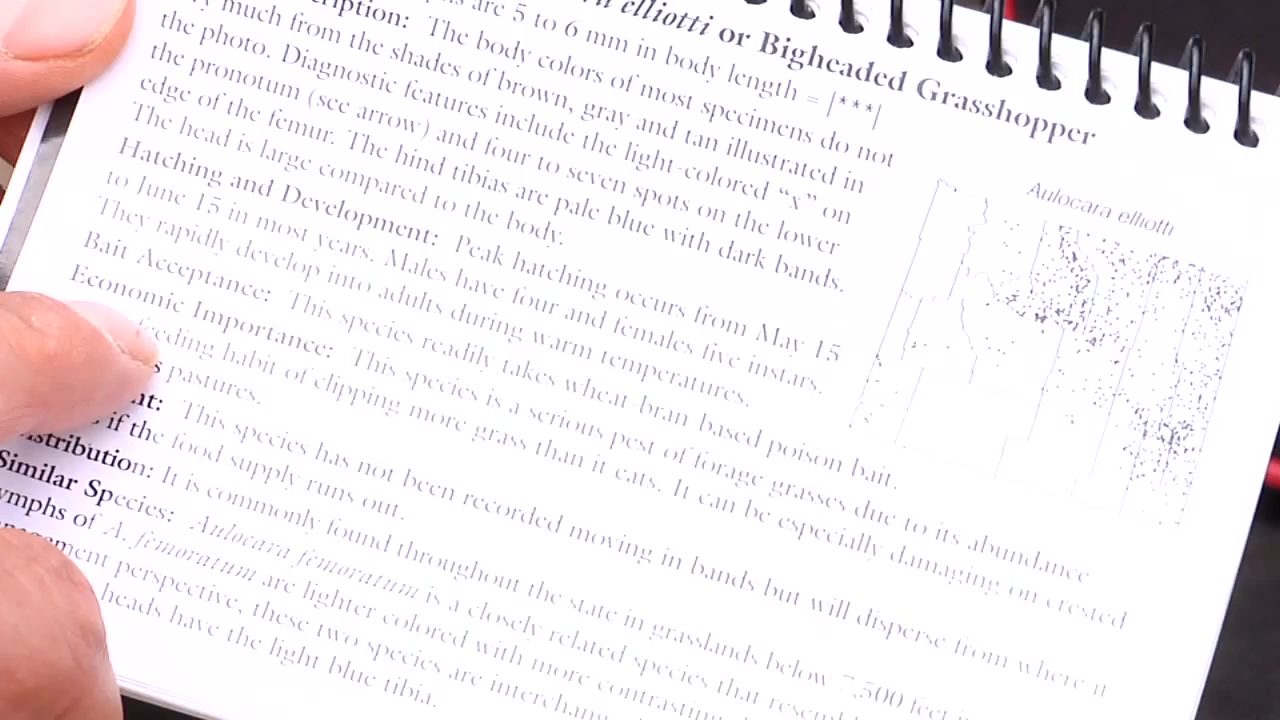 elliotti or Bigheaded Grasshopper
are 5 to 6 mm in body length = |***|
The body colors of most specimens do not
much from the shades of brown, gray and tan illustrated in
the photo. Diagnostic features include the light-colored “x” on
the pronotum (see arrow) and four to seven spots on the lower
edge of the femur. The hind tibias are pale blue with dark bands.
The head is large compared to the body.
Hatching and Development: Peak hatching occurs from May 15
to June 15 in most years. Males have four and females five instars.
They rapidly develop into adults during warm temperatures.
Bait Acceptance: This species readily takes wheat bran based poison bait.
Economic Importance: This species is a serious pest of forage grasses due to its abundance
feeding habit of clipping more grass than it eats. It can be especially damaging on crested
pastures.
This species has not been recorded moving in bands but will disperse from where it
if the food supply runs out.
Distribution: It is commonly found throughout the state in grasslands below 7,500 feet
Similar Species: Aulocara femoratum is a closely related species that
nymphs of A. femoratum are lighter colored with more
perspective, these two species are
heads have the light blue tibia.
Aulocara elliotti